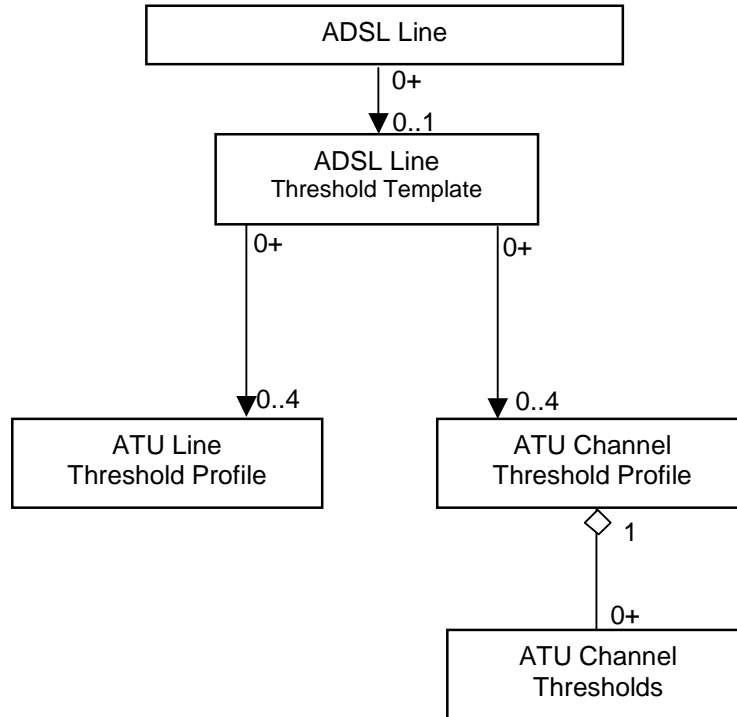 ADSL Line
0+
0..1
ADSL Line
Threshold Template
0+
0+
0..4
0..4
ATU Line
Threshold Profile
ATU Channel
Threshold Profile
1
0+
ATU Channel
Thresholds